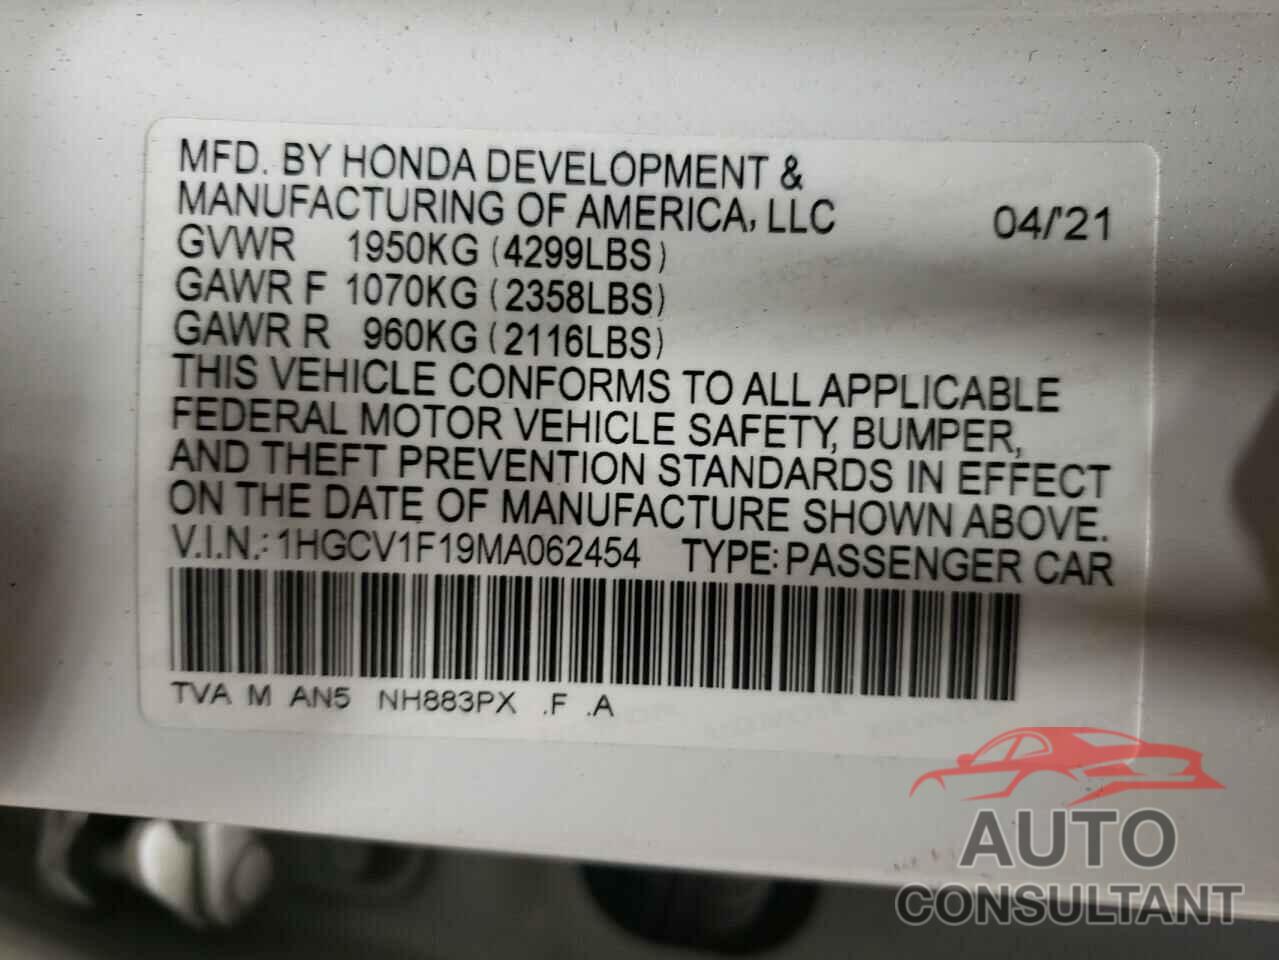 MFD. BY HONDA DEVELOPMENT &
MANUFACTURING OF AMERICA, LLC 04/'21
GVWR 1950KG (4299LBS)
GAWR F 1070KG (2358LBS)
GAWR R 960KG (2116LBS)
THIS VEHICLE CONFORMS TO ALL APPLICABLE
FEDERAL MOTOR VEHICLE SAFETY, BUMPER,
AND THEFT PREVENTION STANDARDS IN EFFECT
ON THE DATE OF MANUFACTURE SHOWN ABOVE.
V.I.N.: 1HGCV1F19MA062454 TYPE: PASSENGER CAR
TVA M AN5 NH883PX .F .A
AUTO
CONSULTANT